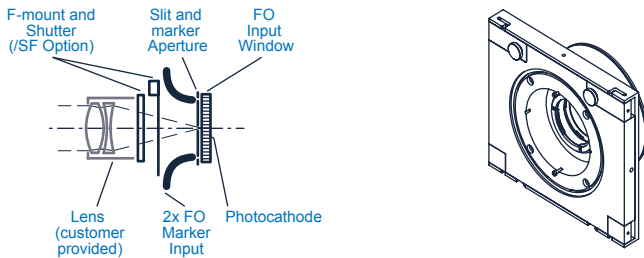 F-mount and
Shutter
(/SF Option)
Slit and
marker
Aperture
FO
Input
Window
Lens
(customer
provided)
2x FO
Marker
Input
Photocathode